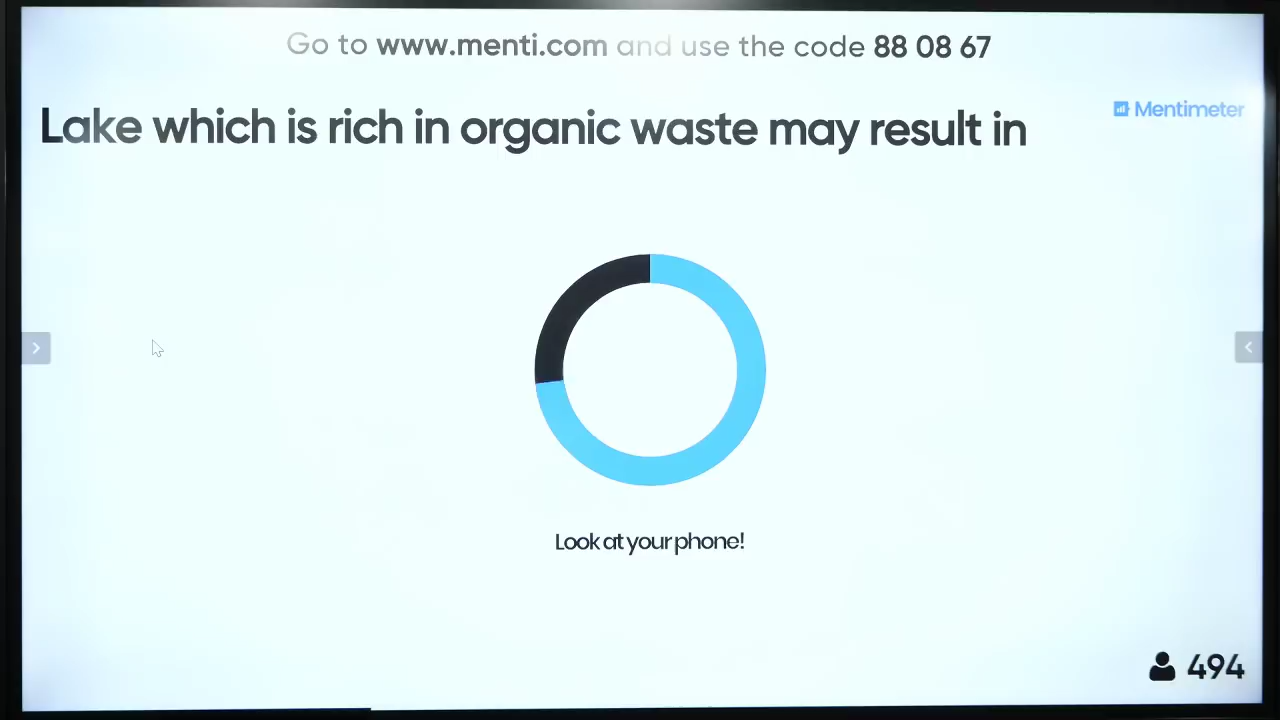 Go to www.menti.com and use the code 88 08 67
Mentimeter
Lake which is rich in organic waste may result in
Look at your phone!
494